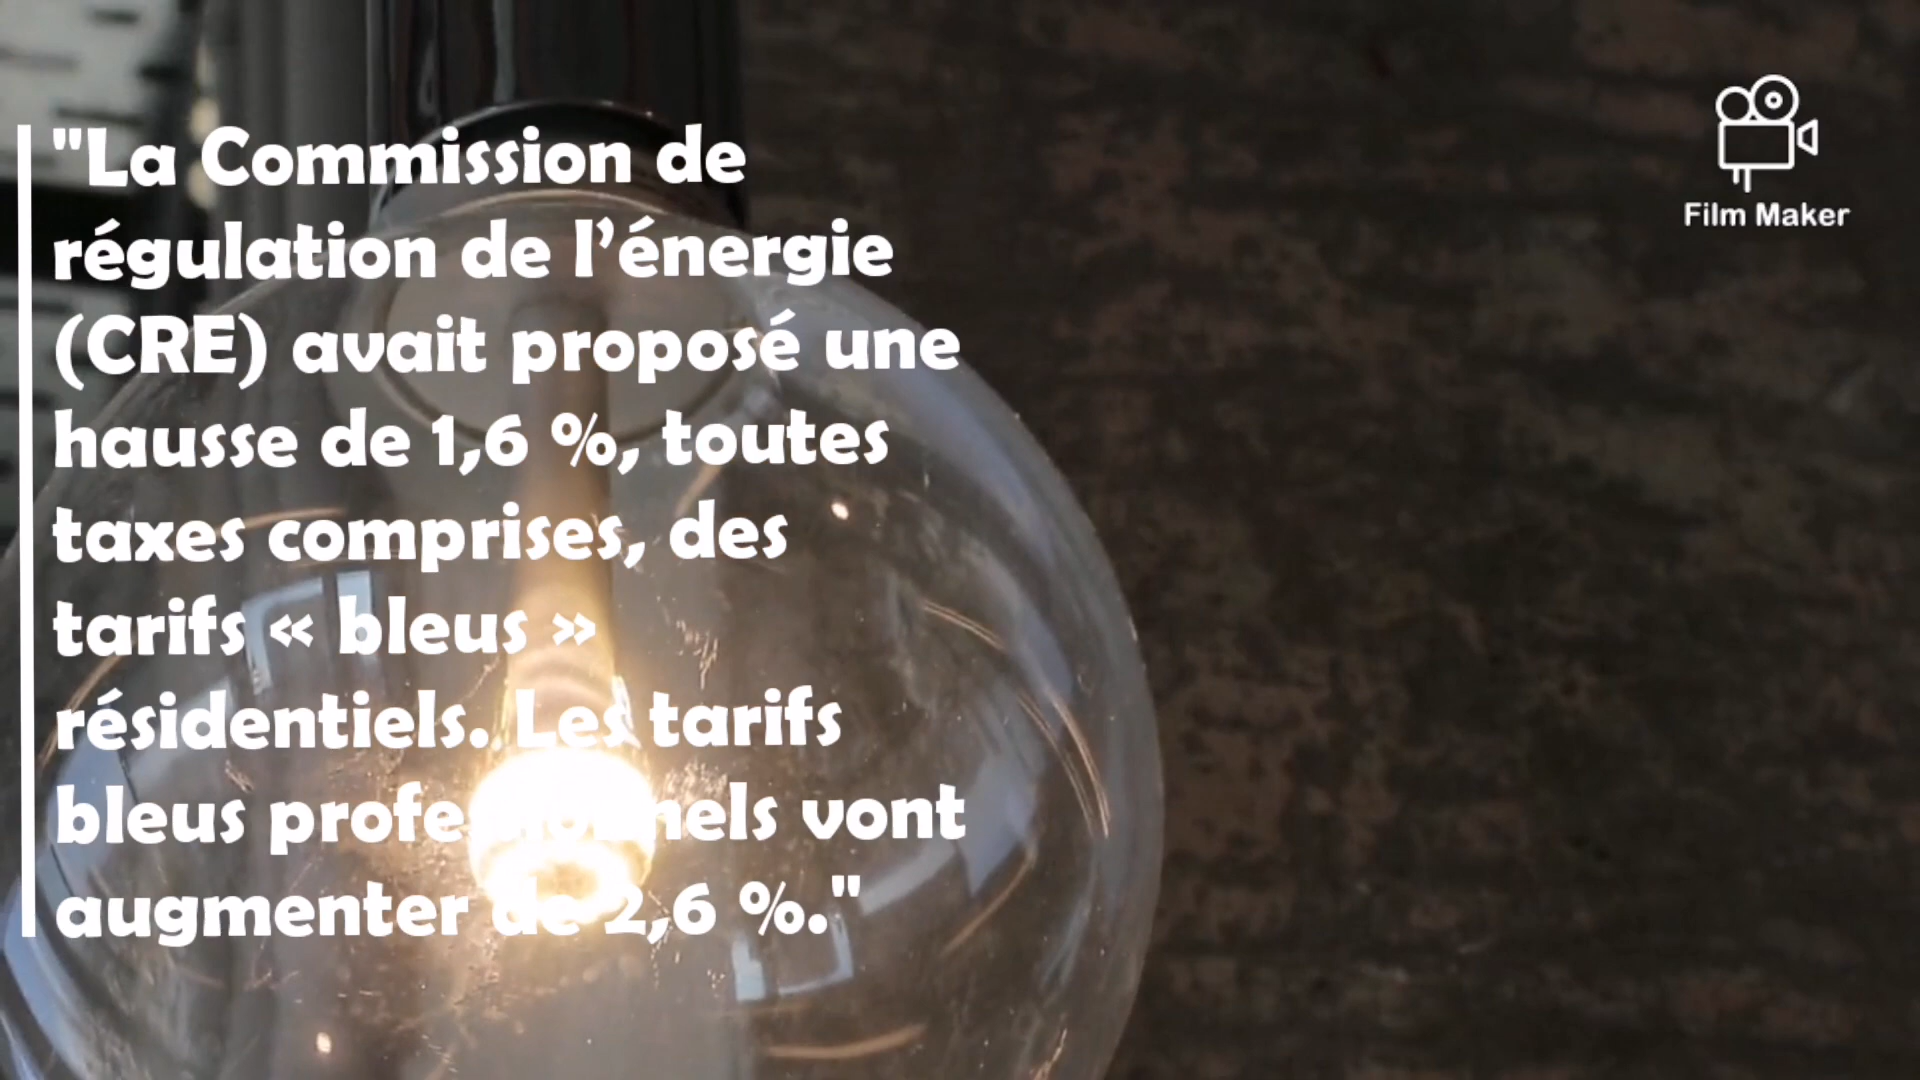 "La Commission de
régulation de l’énergie
(CRE) avait proposé une
hausse de 1,6 %, toutes
taxes comprises, des
tarifs « bleus »
résidentiels. Les tarifs
bleus professionnels vont
augmenter de 2,6 %."
Film Maker